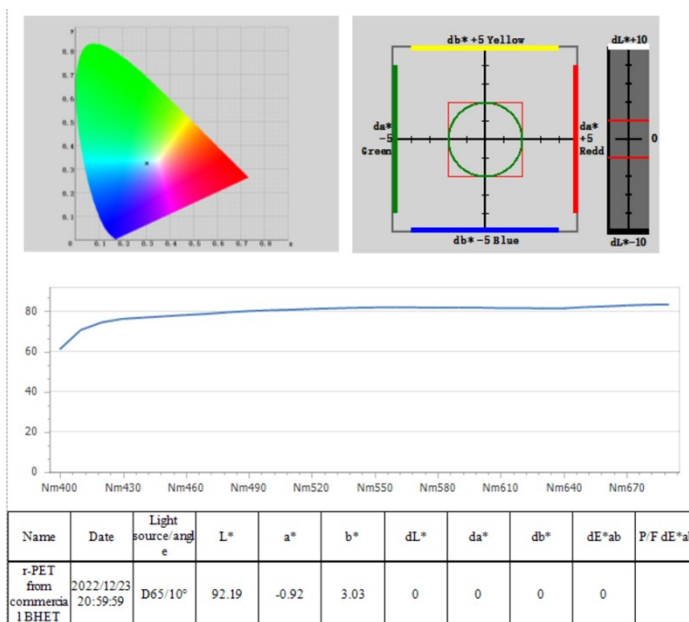 y
0.8
0.7
0.6
0.5
0.4
0.3
0.2
0.1
0 0.1 0.2 0.3 0.4 0.5 0.6 0.7 0.8 x
db* +5 Yellow
da*
-5
Green
da*
+5
Redd
db* -5 Blue
dL*+10
0
dL*-10
80
60
40
20
0
Nm400 Nm430 Nm460 Nm490 Nm520 Nm550 Nm580 Nm610 Nm640 Nm670
Name Date Light source/angl e L* a* b* dL* da* db* dE*ab P/F dE*a
r-PET from commercia l BHET 2022/12/23 20:59:59 D65/10° 92.19 -0.92 3.03 0 0 0 0